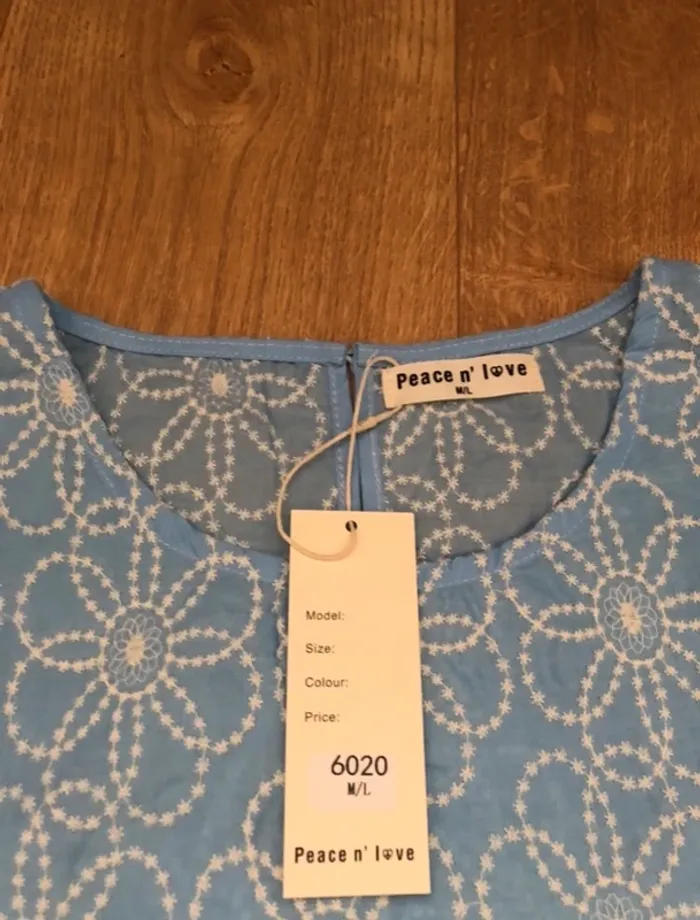 Peace n' love
M/L
Model:
Size:
Colour:
Price:
6020
M/L
Peace n' love